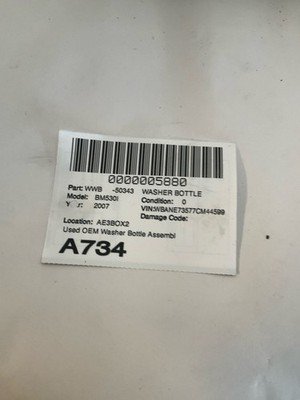 0000005880
Part: WWB -50343 WASHER BOTTLE
Model: BM530I Condition: 0
Y r: 2007 VIN:WBANE73577CM44599
Damage Code:
Location: AE3BOX2
Used OEM Washer Bottle Assembl
A734